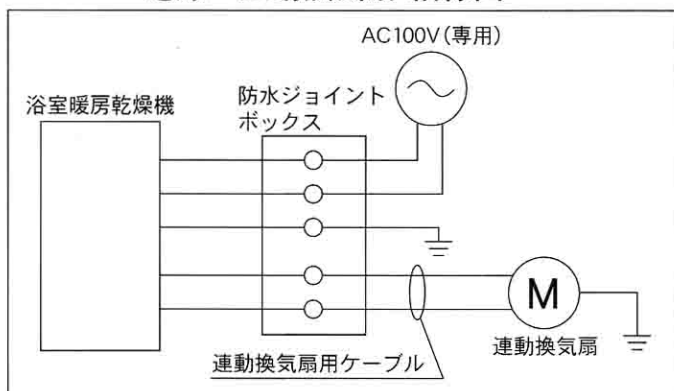 AC100V(専用)
浴室暖房乾燥機
防水ジョイント
ボックス
M
連動換気扇
連動換気扇用ケーブル